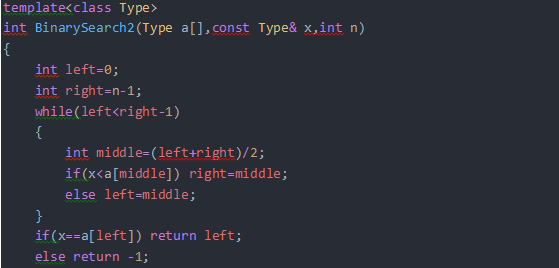 template<class Type>
int BinarySearch2(Type a[],const Type& x,int n)
{
    int left=0;
    int right=n-1;
    while(left<right-1)
    {
        int middle=(left+right)/2;
        if(x<a[middle]) right=middle;
        else left=middle;
    }
    if(x==a[left]) return left;
    else return -1;